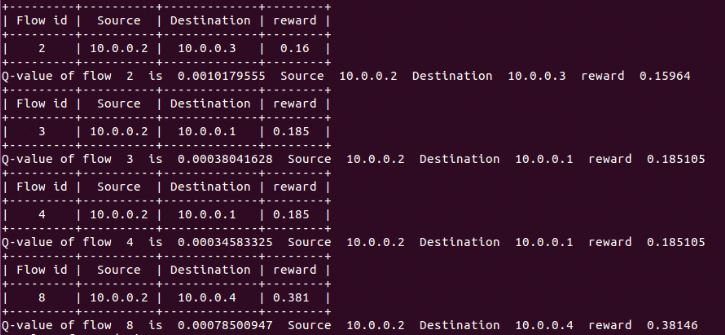 +---------+----------+-------------+--------+
| Flow id |  Source  | Destination | reward |
+---------+----------+-------------+--------+
|    2    | 10.0.0.2 |  10.0.0.3   |  0.16  |
+---------+----------+-------------+--------+
Q-value of flow  2  is  0.0010179555  Source  10.0.0.2  Destination  10.0.0.3  reward  0.15964
+---------+----------+-------------+--------+
| Flow id |  Source  | Destination | reward |
+---------+----------+-------------+--------+
|    3    | 10.0.0.2 |  10.0.0.1   | 0.185  |
+---------+----------+-------------+--------+
Q-value of flow  3  is  0.00038041628  Source  10.0.0.2  Destination  10.0.0.1  reward  0.185105
+---------+----------+-------------+--------+
| Flow id |  Source  | Destination | reward |
+---------+----------+-------------+--------+
|    4    | 10.0.0.2 |  10.0.0.1   | 0.185  |
+---------+----------+-------------+--------+
Q-value of flow  4  is  0.00034583325  Source  10.0.0.2  Destination  10.0.0.1  reward  0.185105
+---------+----------+-------------+--------+
| Flow id |  Source  | Destination | reward |
+---------+----------+-------------+--------+
|    8    | 10.0.0.2 |  10.0.0.4   | 0.381  |
+---------+----------+-------------+--------+
Q-value of flow  8  is  0.00078500947  Source  10.0.0.2  Destination  10.0.0.4  reward  0.38146